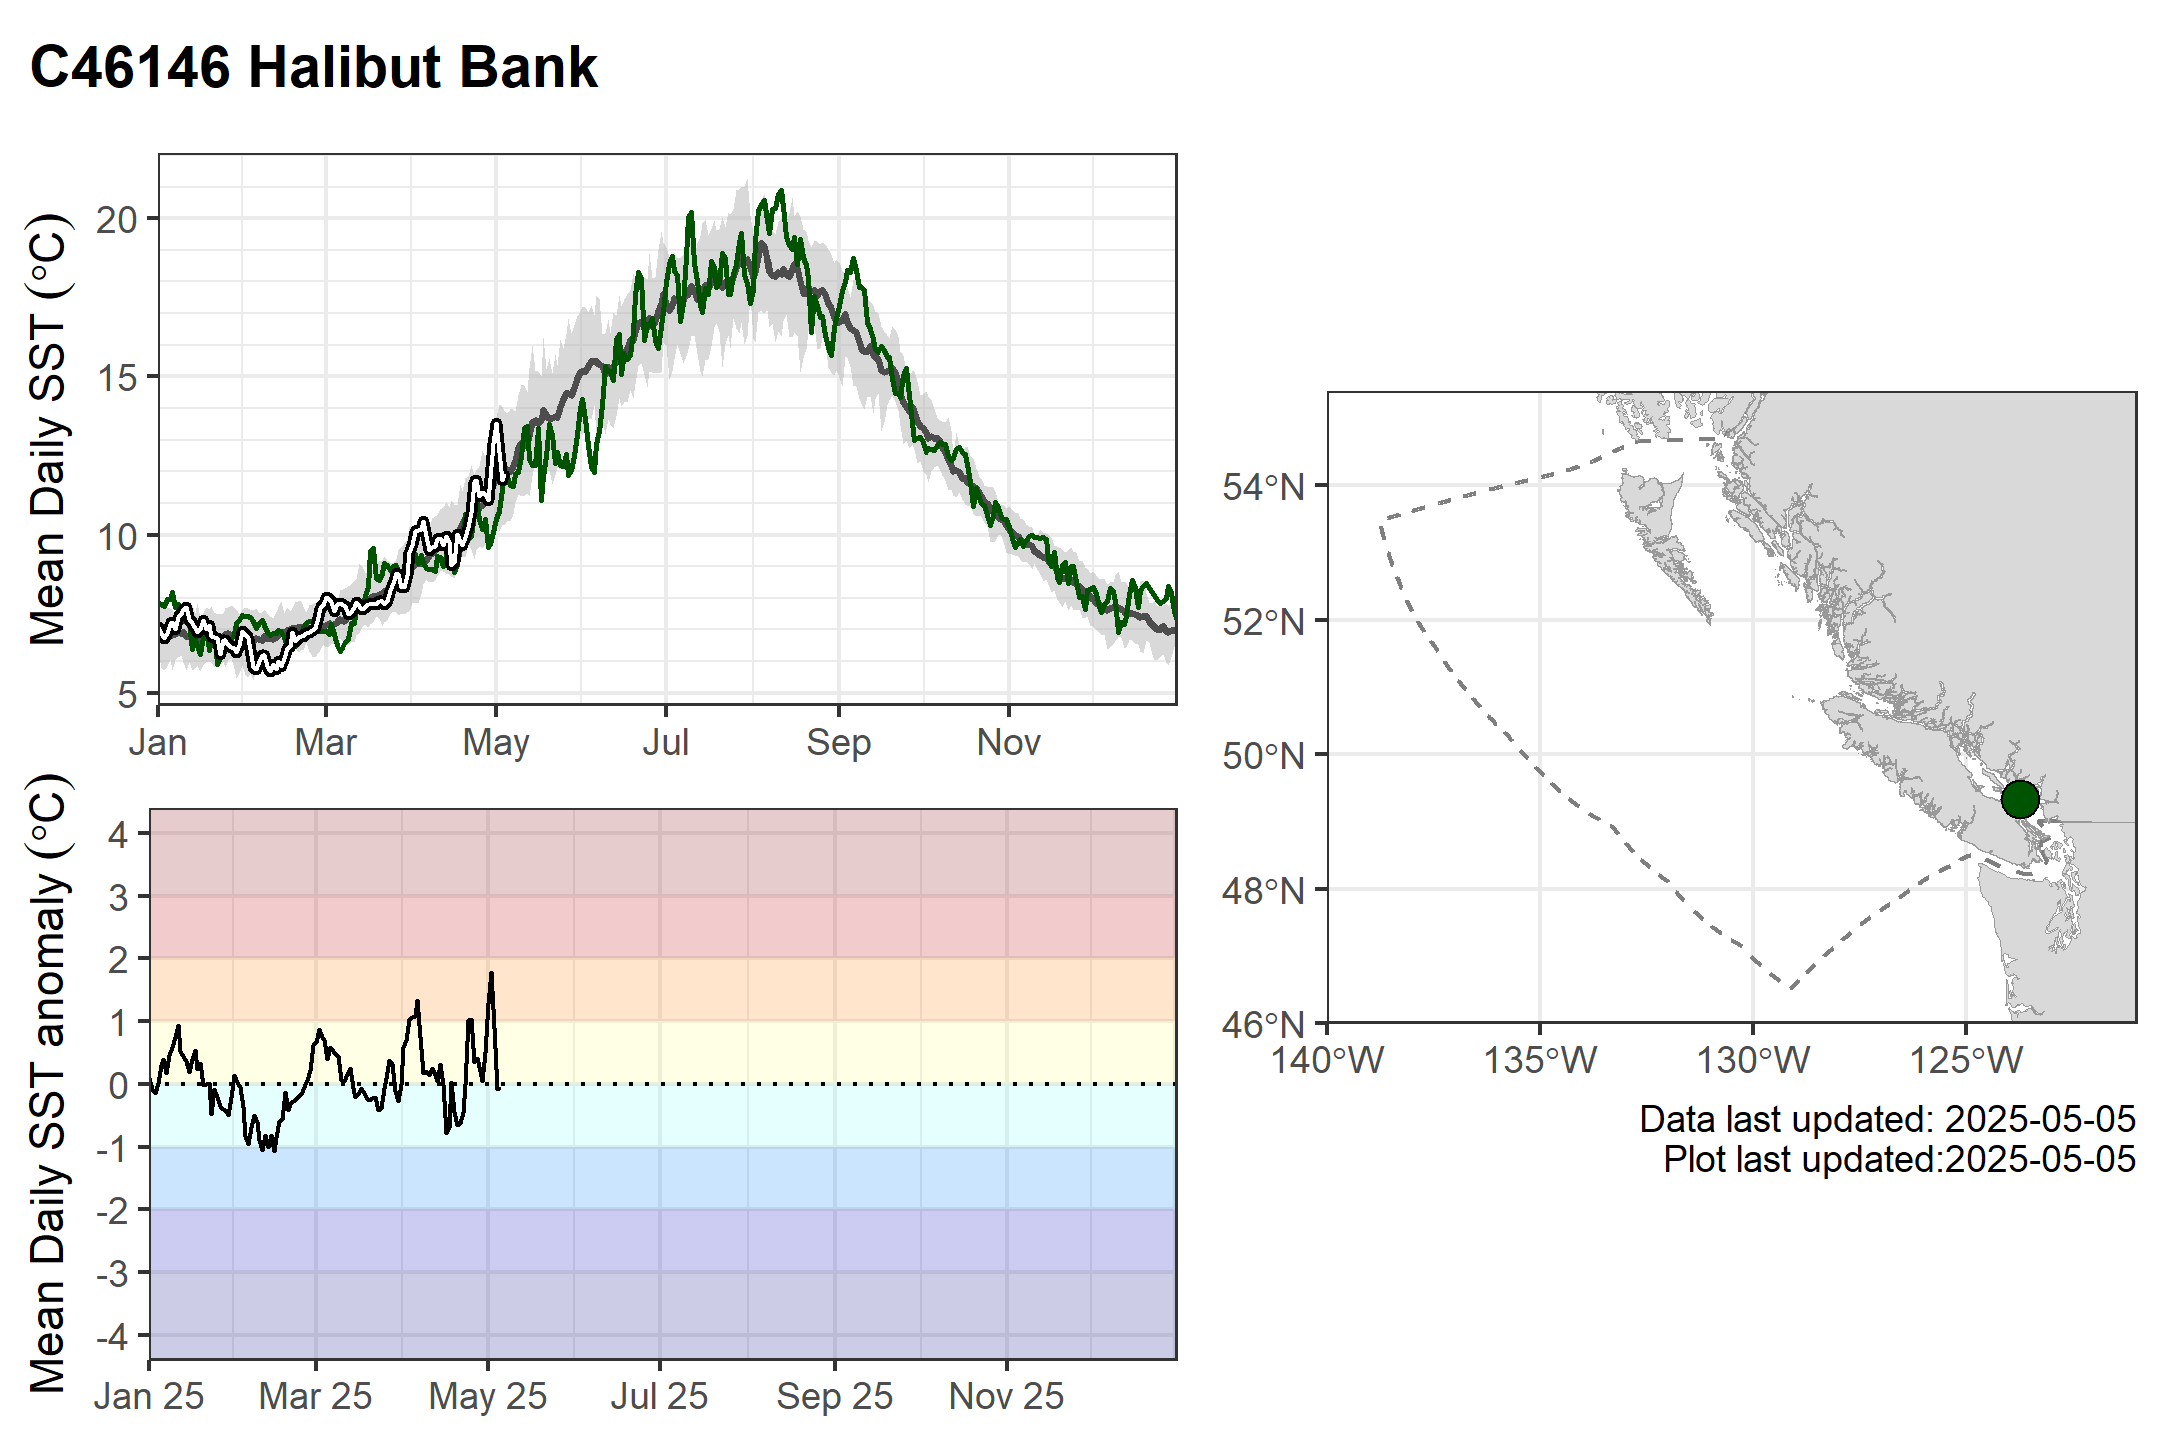 C46146 Halibut Bank
Mean Daily SST (°C)
20
15
10
5
Jan Mar May Jul Sep Nov
Mean Daily SST anomaly (°C)
4
3
2
1
0
-1
-2
-3
-4
Jan 25 Mar 25 May 25 Jul 25 Sep 25 Nov 25
54°N
52°N
50°N
48°N
46°N
140°W 135°W 130°W 125°W
Data last updated: 2025-05-05
Plot last updated:2025-05-05